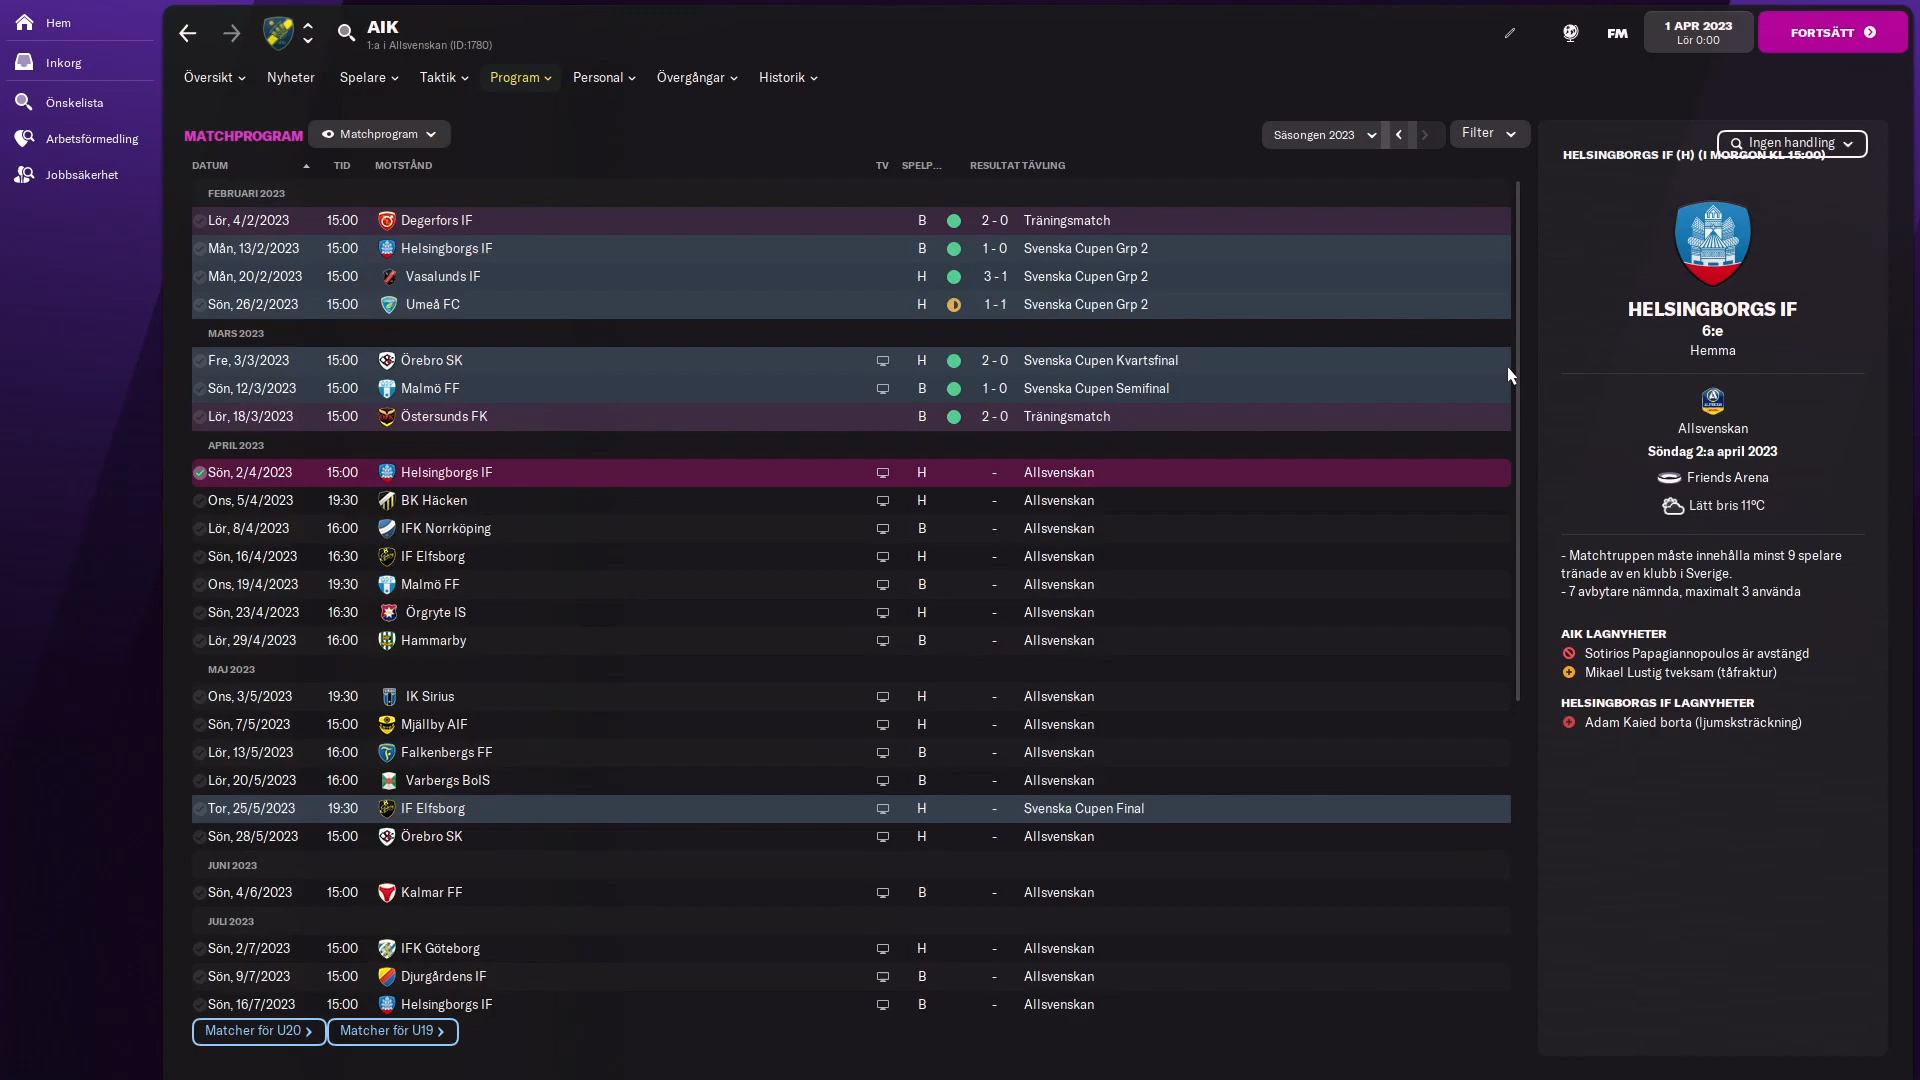 Hem
Inkorg
Önskelista
Arbetsförmedling
Jobbsäkerhet
AIK
1:a i Allsvenskan (ID:1780)
FM
1 APR 2023
Lör 0:00
FORTSÄTT
Översikt
Nyheter
Spelare
Taktik
Program
Personal
Övergångar
Historik
MATCHPROGRAM
Matchprogram
Säsongen 2023
Filter
DATUM TID MOTSTÅND TV SPELP... RESULTAT TÄVLING
FEBRUARI 2023
Lör, 4/2/2023 15:00 Degerfors IF B 2 - 0 Träningsmatch
Mån, 13/2/2023 15:00 Helsingborgs IF B 1 - 0 Svenska Cupen Grp 2
Mån, 20/2/2023 15:00 Vasalunds IF H 3 - 1 Svenska Cupen Grp 2
Sön, 26/2/2023 15:00 Umeå FC H 1 - 1 Svenska Cupen Grp 2
MARS 2023
Fre, 3/3/2023 15:00 Örebro SK H 2 - 0 Svenska Cupen Kvartsfinal
Sön, 12/3/2023 15:00 Malmö FF B 1 - 0 Svenska Cupen Semifinal
Lör, 18/3/2023 15:00 Östersunds FK B 2 - 0 Träningsmatch
APRIL 2023
Sön, 2/4/2023 15:00 Helsingborgs IF H - Allsvenskan
Ons, 5/4/2023 19:30 BK Häcken H - Allsvenskan
Lör, 8/4/2023 16:00 IFK Norrköping B - Allsvenskan
Sön, 16/4/2023 16:30 IF Elfsborg H - Allsvenskan
Ons, 19/4/2023 19:30 Malmö FF B - Allsvenskan
Sön, 23/4/2023 16:30 Örgryte IS H - Allsvenskan
Lör, 29/4/2023 16:00 Hammarby B - Allsvenskan
MAJ 2023
Ons, 3/5/2023 19:30 IK Sirius H - Allsvenskan
Sön, 7/5/2023 15:00 Mjällby AIF H - Allsvenskan
Lör, 13/5/2023 16:00 Falkenbergs FF B - Allsvenskan
Lör, 20/5/2023 16:00 Varbergs BoIS B - Allsvenskan
Tor, 25/5/2023 19:30 IF Elfsborg H - Svenska Cupen Final
Sön, 28/5/2023 15:00 Örebro SK H - Allsvenskan
JUNI 2023
Sön, 4/6/2023 15:00 Kalmar FF B - Allsvenskan
JULI 2023
Sön, 2/7/2023 15:00 IFK Göteborg H - Allsvenskan
Sön, 9/7/2023 15:00 Djurgårdens IF B - Allsvenskan
Sön, 16/7/2023 15:00 Helsingborgs IF B - Allsvenskan
Matcher för U20
Matcher för U19
Ingen handling
HELSINGBORGS IF (H) (I MORGON KL 15:00)
HELSINGBORGS IF
6:e
Hemma
Allsvenskan
Söndag 2:a april 2023
Friends Arena
Lätt bris 11°C
- Matchtruppen måste innehålla minst 9 spelare
tränade av en klubb i Sverige.
- 7 avbytare nämnda, maximalt 3 använda
AIK LAGNYHETER
Sotirios Papagiannopoulos är avstängd
Mikael Lustig tveksam (tåfraktur)
HELSINGBORGS IF LAGNYHETER
Adam Kaied borta (ljumsksträckning)